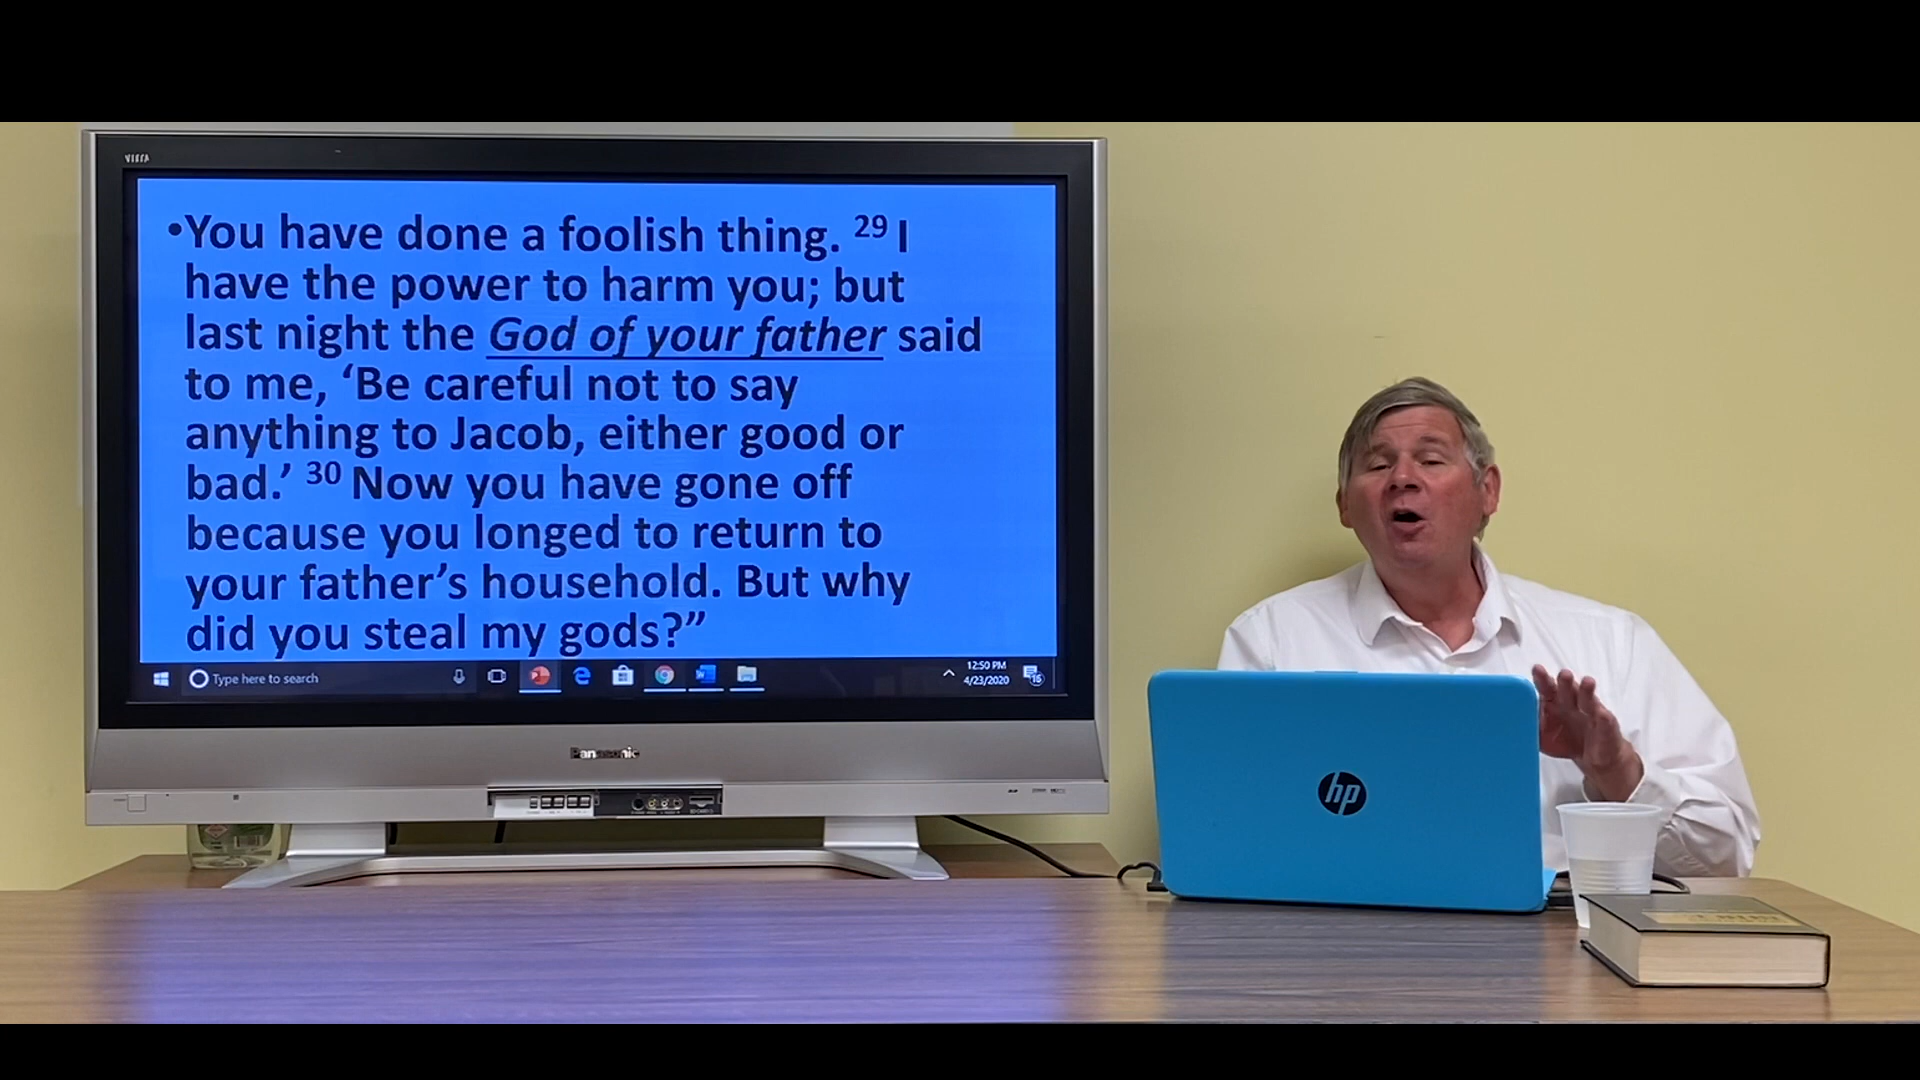 VIERA
•You have done a foolish thing. 29 I
have the power to harm you; but
last night the God of your father said
to me, ‘Be careful not to say
anything to Jacob, either good or
bad.’ 30 Now you have gone off
because you longed to return to
your father’s household. But why
did you steal my gods?”
Type here to search
12:50 PM
4/23/2020
16
Panasonic
hp